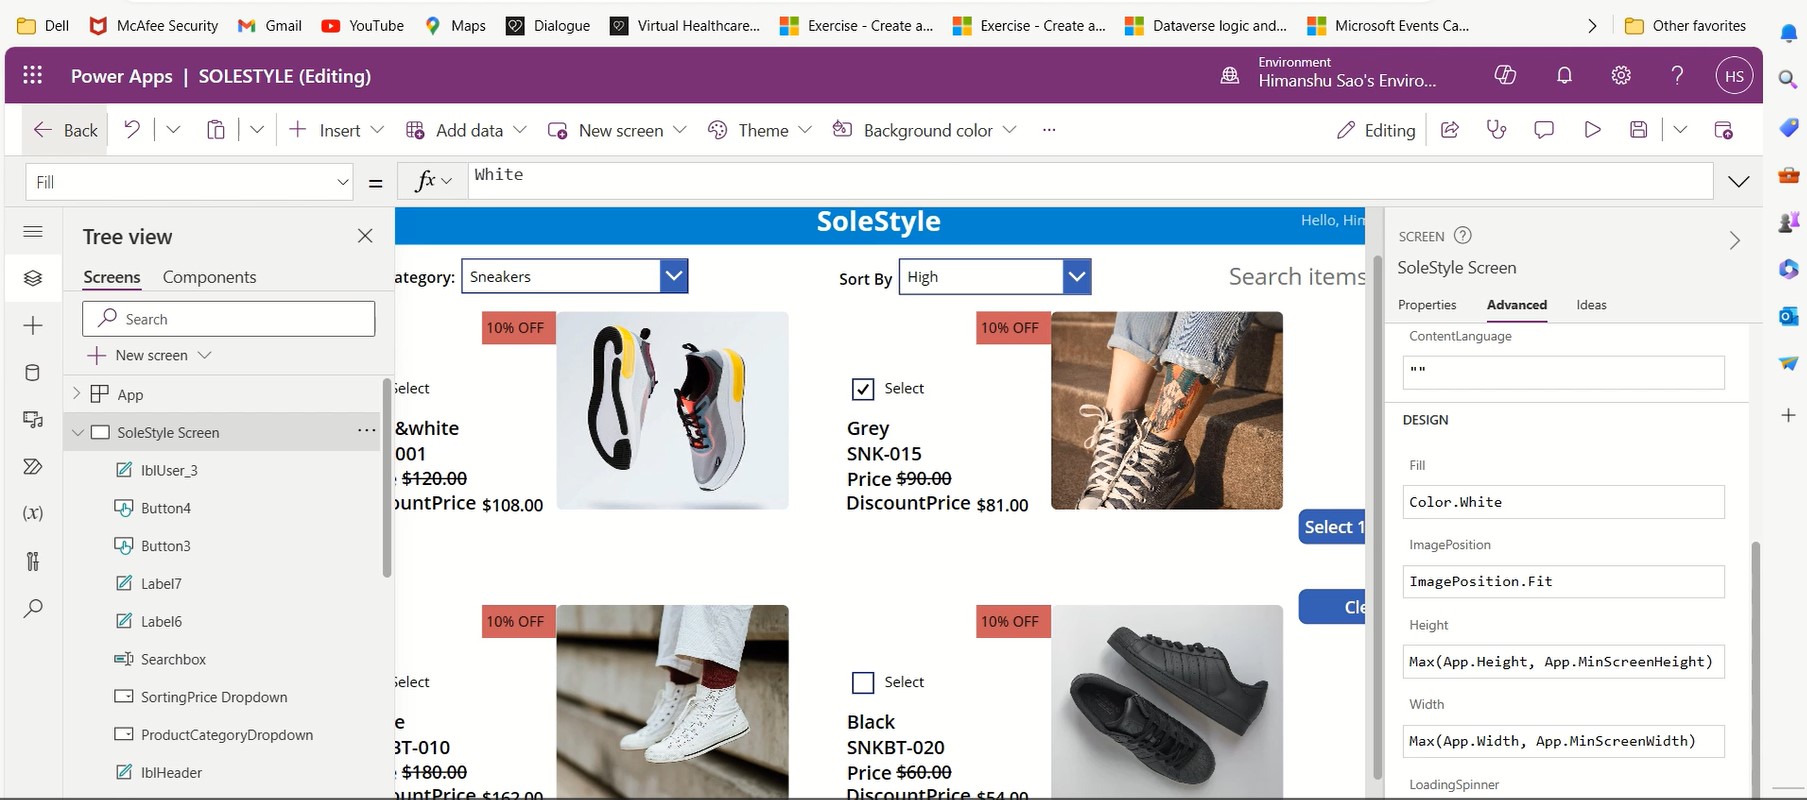 Dell McAfee Security Gmail YouTube Maps Dialogue Virtual Healthcare... Exercise - Create a... Exercise - Create a... Dataverse logic and... Microsoft Events Ca... Other favorites
Power Apps | SOLESTYLE (Editing)
Environment
Himanshu Sao's Enviro...
? HS
Back Insert Add data New screen Theme Background color ... Editing
Fill = fx White
Tree view
Screens Components
Search
New screen
App
SoleStyle Screen ...
lblUser_3
Button4
Button3
Label7
Label6
Searchbox
SortingPrice Dropdown
ProductCategoryDropdown
lblHeader
SoleStyle Hello, Him
ategory: Sneakers Sort By High Search items
10% OFF
elect
&white
001
$120.00
ountPrice $108.00
10% OFF
Select
Grey
SNK-015
Price $90.00
DiscountPrice $81.00
Select 1
Cle
10% OFF
elect
e
BT-010
$180.00
ountPrice $162.00
10% OFF
Select
Black
SNKBT-020
Price $60.00
DiscountPrice $54.00
SCREEN ?
SoleStyle Screen
Properties Advanced Ideas
ContentLanguage
""
DESIGN
Fill
Color.White
ImagePosition
ImagePosition.Fit
Height
Max(App.Height, App.MinScreenHeight)
Width
Max(App.Width, App.MinScreenWidth)
LoadingSpinner